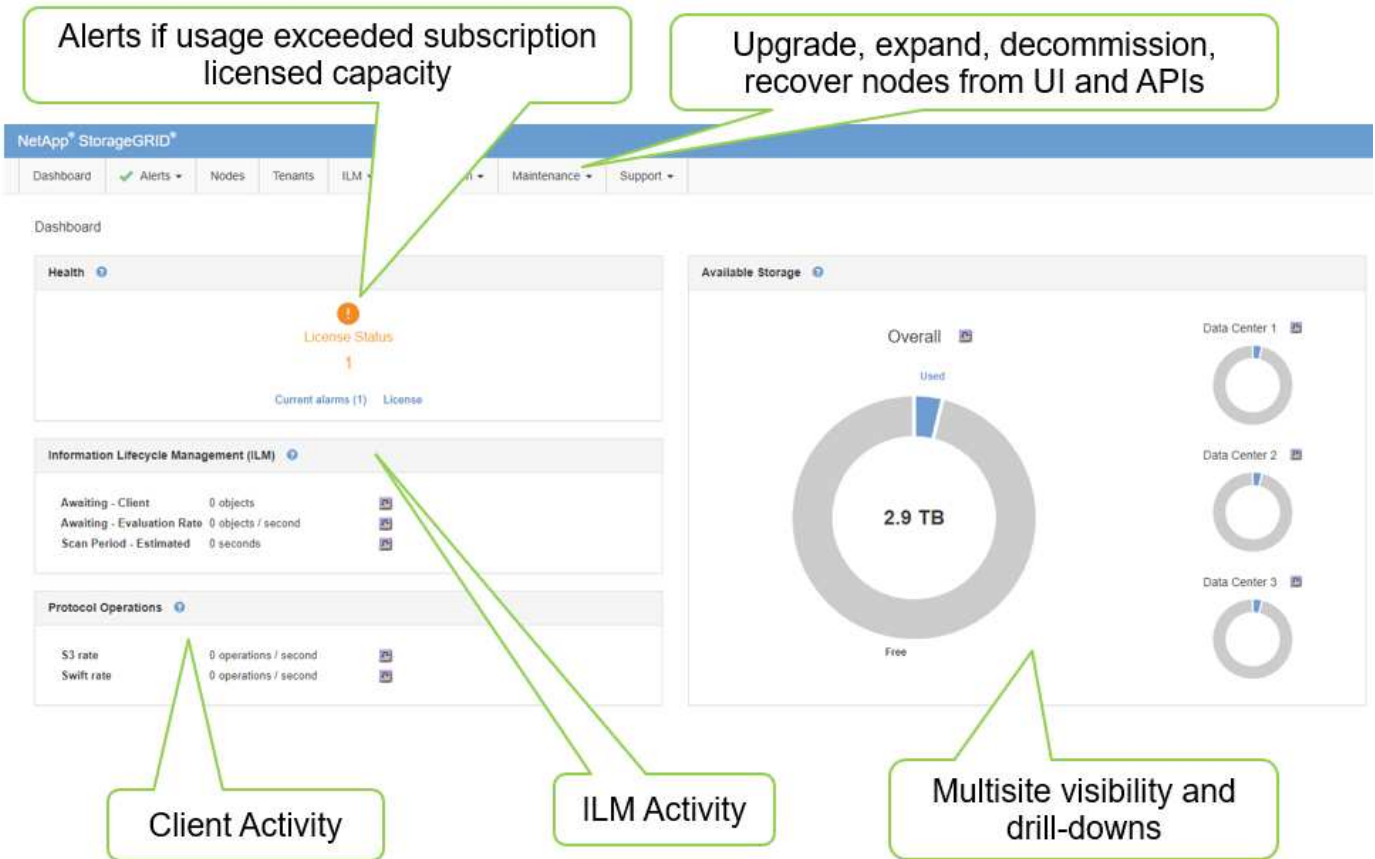 Alerts if usage exceeded subscription
licensed capacity
Upgrade, expand, decommission,
recover nodes from UI and APIs
NetApp® StorageGRID®
Dashboard
Alerts
Nodes
Tenants
ILM
Maintenance
Support
Dashboard
Health
License Status
1
Current alarms (1) License
Information Lifecycle Management (ILM)
Awaiting - Client 0 objects
Awaiting - Evaluation Rate 0 objects / second
Scan Period - Estimated 0 seconds
Protocol Operations
S3 rate 0 operations / second
Swift rate 0 operations / second
Available Storage
Overall
Used
2.9 TB
Free
Data Center 1
Data Center 2
Data Center 3
Client Activity
ILM Activity
Multisite visibility and
drill-downs